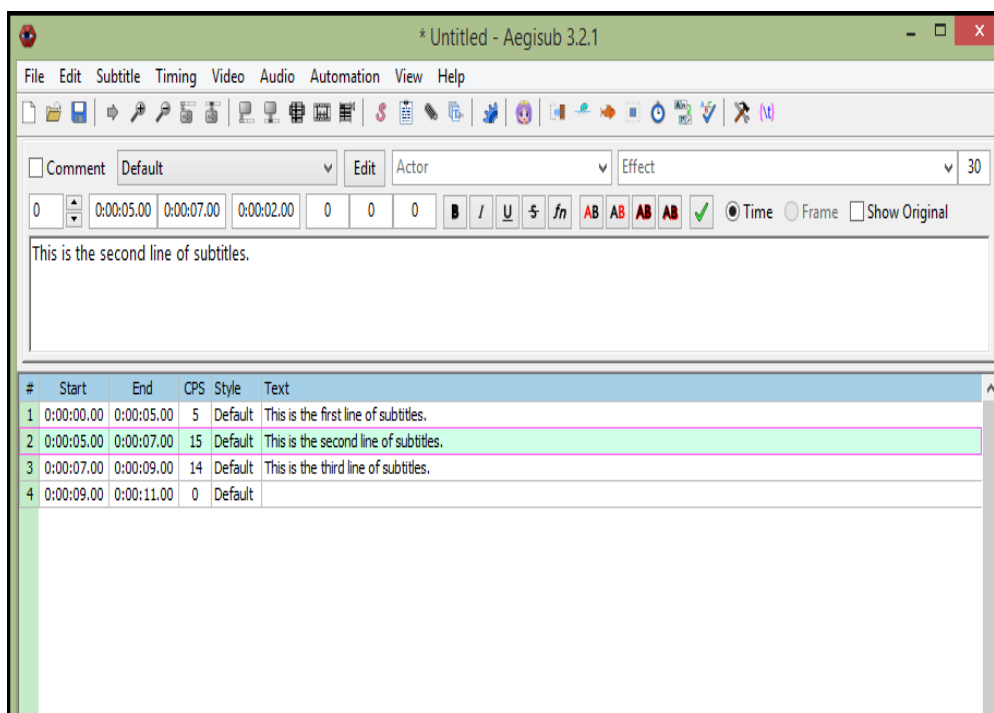 * Untitled - Aegisub 3.2.1
File Edit Subtitle Timing Video Audio Automation View Help
Comment Default Edit Actor Effect 30
0 0:00:05.00 0:00:07.00 0:00:02.00 0 0 0 B I U S fn AB AB AB AB Time Frame Show Original
This is the second line of subtitles.
# Start End CPS Style Text
1 0:00:00.00 0:00:05.00 5 Default This is the first line of subtitles.
2 0:00:05.00 0:00:07.00 15 Default This is the second line of subtitles.
3 0:00:07.00 0:00:09.00 14 Default This is the third line of subtitles.
4 0:00:09.00 0:00:11.00 0 Default